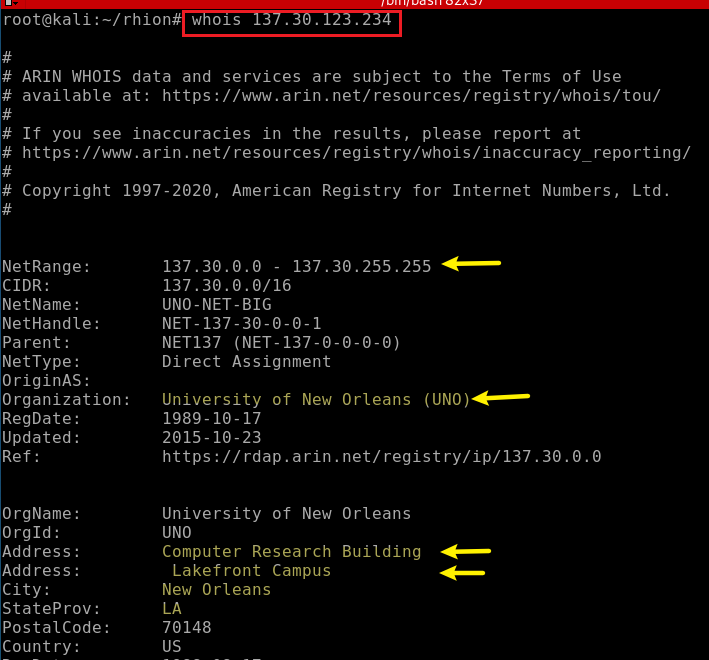 /bin/bash 82x37
root@kali:~/rhion# whois 137.30.123.234
#
# ARIN WHOIS data and services are subject to the Terms of Use
# available at: https://www.arin.net/resources/registry/whois/tou/
#
# If you see inaccuracies in the results, please report at
# https://www.arin.net/resources/registry/whois/inaccuracy_reporting/
#
# Copyright 1997-2020, American Registry for Internet Numbers, Ltd.
#
NetRange: 137.30.0.0 - 137.30.255.255
CIDR: 137.30.0.0/16
NetName: UNO-NET-BIG
NetHandle: NET-137-30-0-0-1
Parent: NET137 (NET-137-0-0-0-0)
NetType: Direct Assignment
OriginAS:
Organization: University of New Orleans (UNO)
RegDate: 1989-10-17
Updated: 2015-10-23
Ref: https://rdap.arin.net/registry/ip/137.30.0.0
OrgName: University of New Orleans
OrgId: UNO
Address: Computer Research Building
Address: Lakefront Campus
City: New Orleans
StateProv: LA
PostalCode: 70148
Country: US